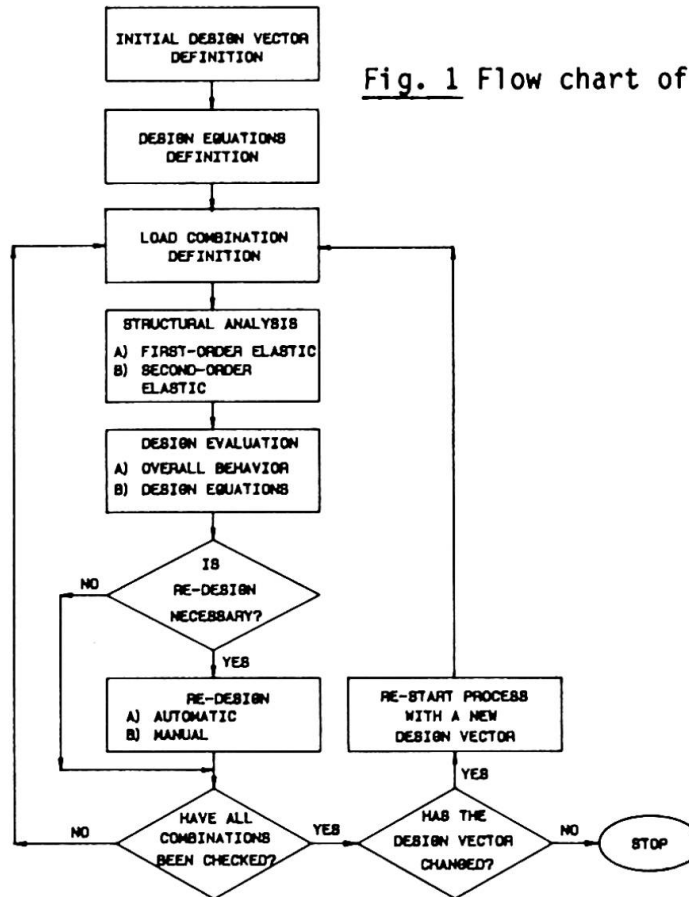 INITIAL DESIGN VECTOR
DEFINITION
Fig. 1 Flow chart of
DESIGN EQUATIONS
DEFINITION
LOAD COMBINATION
DEFINITION
STRUCTURAL ANALYSIS
A) FIRST-ORDER ELASTIC
B) SECOND-ORDER
ELASTIC
DESIGN EVALUATION
A) OVERALL BEHAVIOR
B) DESIGN EQUATIONS
NO
IS
RE-DESIGN
NECESSARY?
YES
RE-DESIGN
A) AUTOMATIC
B) MANUAL
RE-START PROCESS
WITH A NEW
DESIGN VECTOR
YES
NO
HAVE ALL
COMBINATIONS
BEEN CHECKED?
YES
HAS THE
DESIGN VECTOR
CHANGED?
NO
STOP